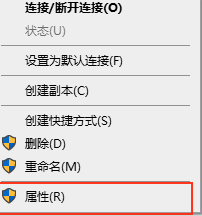 连接/断开连接(O)
状态(U)
设置为默认连接(F)
创建副本(C)
创建快捷方式(S)
删除(D)
重命名(M)
属性(R)